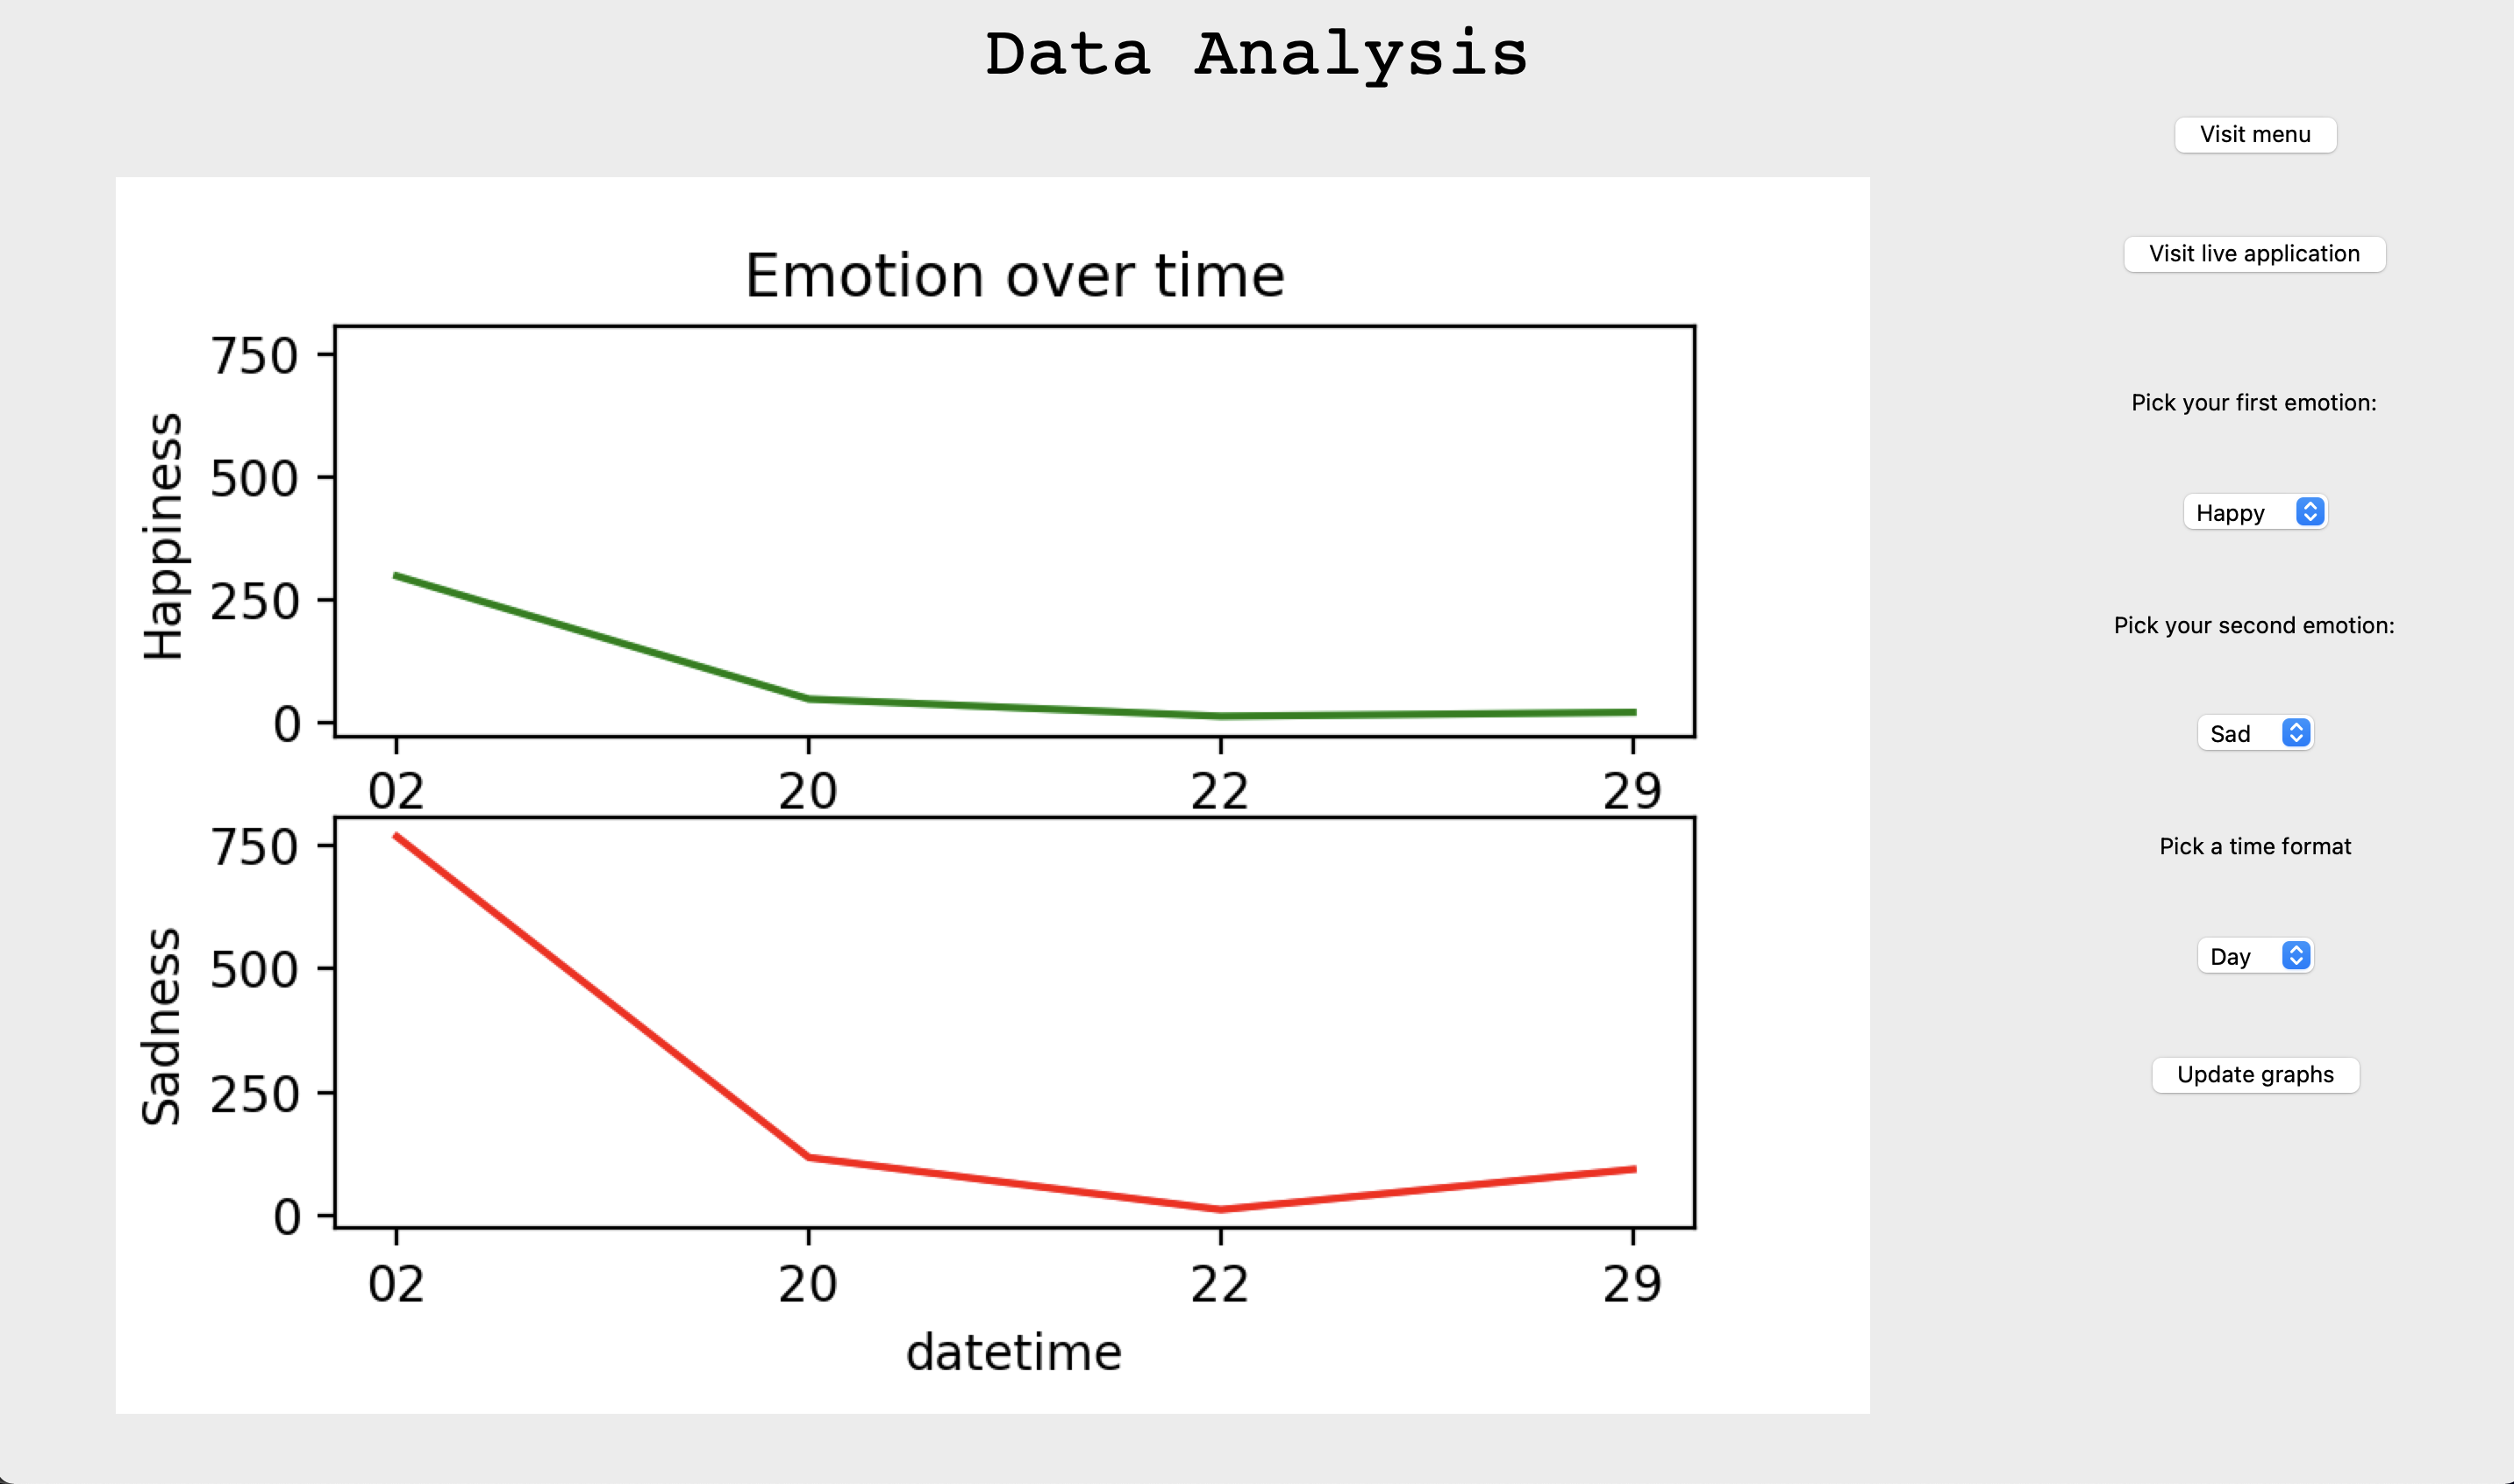 Data Analysis
Visit menu
Visit live application
Emotion over time
Happiness
750
500
250
0
02 20 22 29
Sadness
750
500
250
0
02 20 22 29
datetime
Pick your first emotion:
Happy
Pick your second emotion:
Sad
Pick a time format
Day
Update graphs